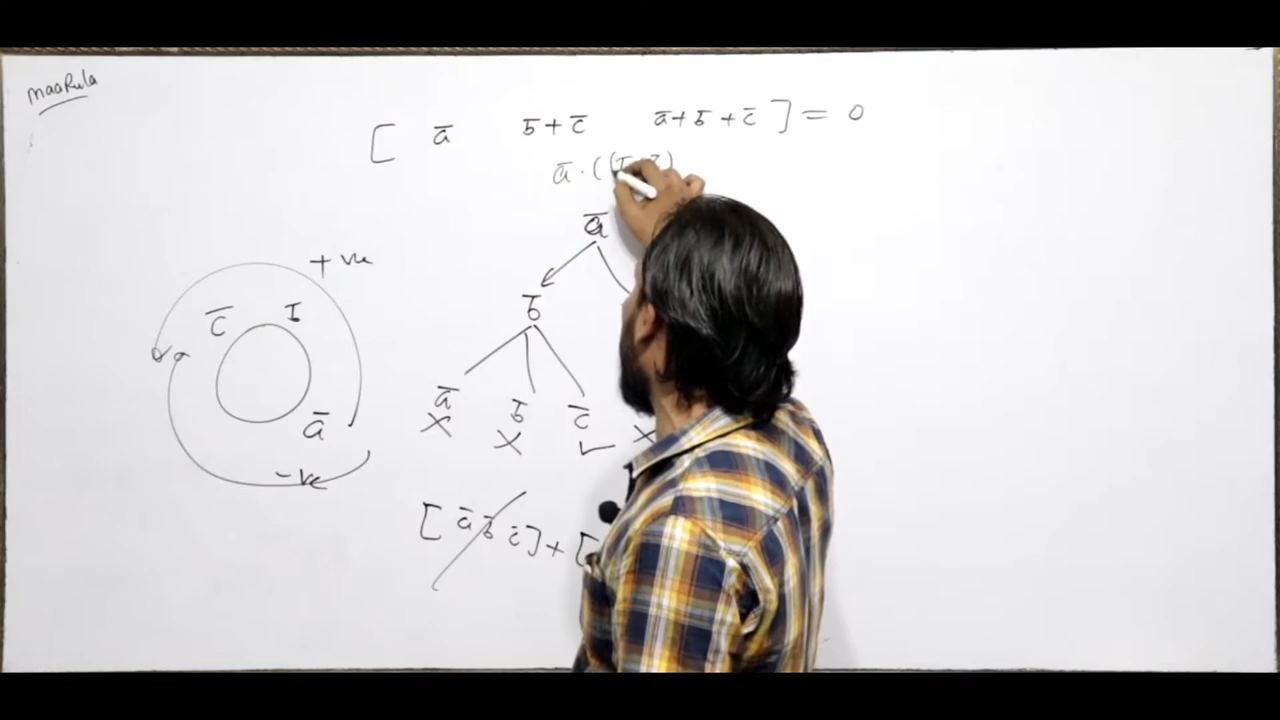 maaRula
[ ā b̄ + c̄ ā + b̄ + c̄ ] = 0
ā · ( (
ā
+ve
c̄ b̄
b̄
ā b̄ c̄
ā
X X ✓ X
-ve
[ ā b̄ c̄ ] + [